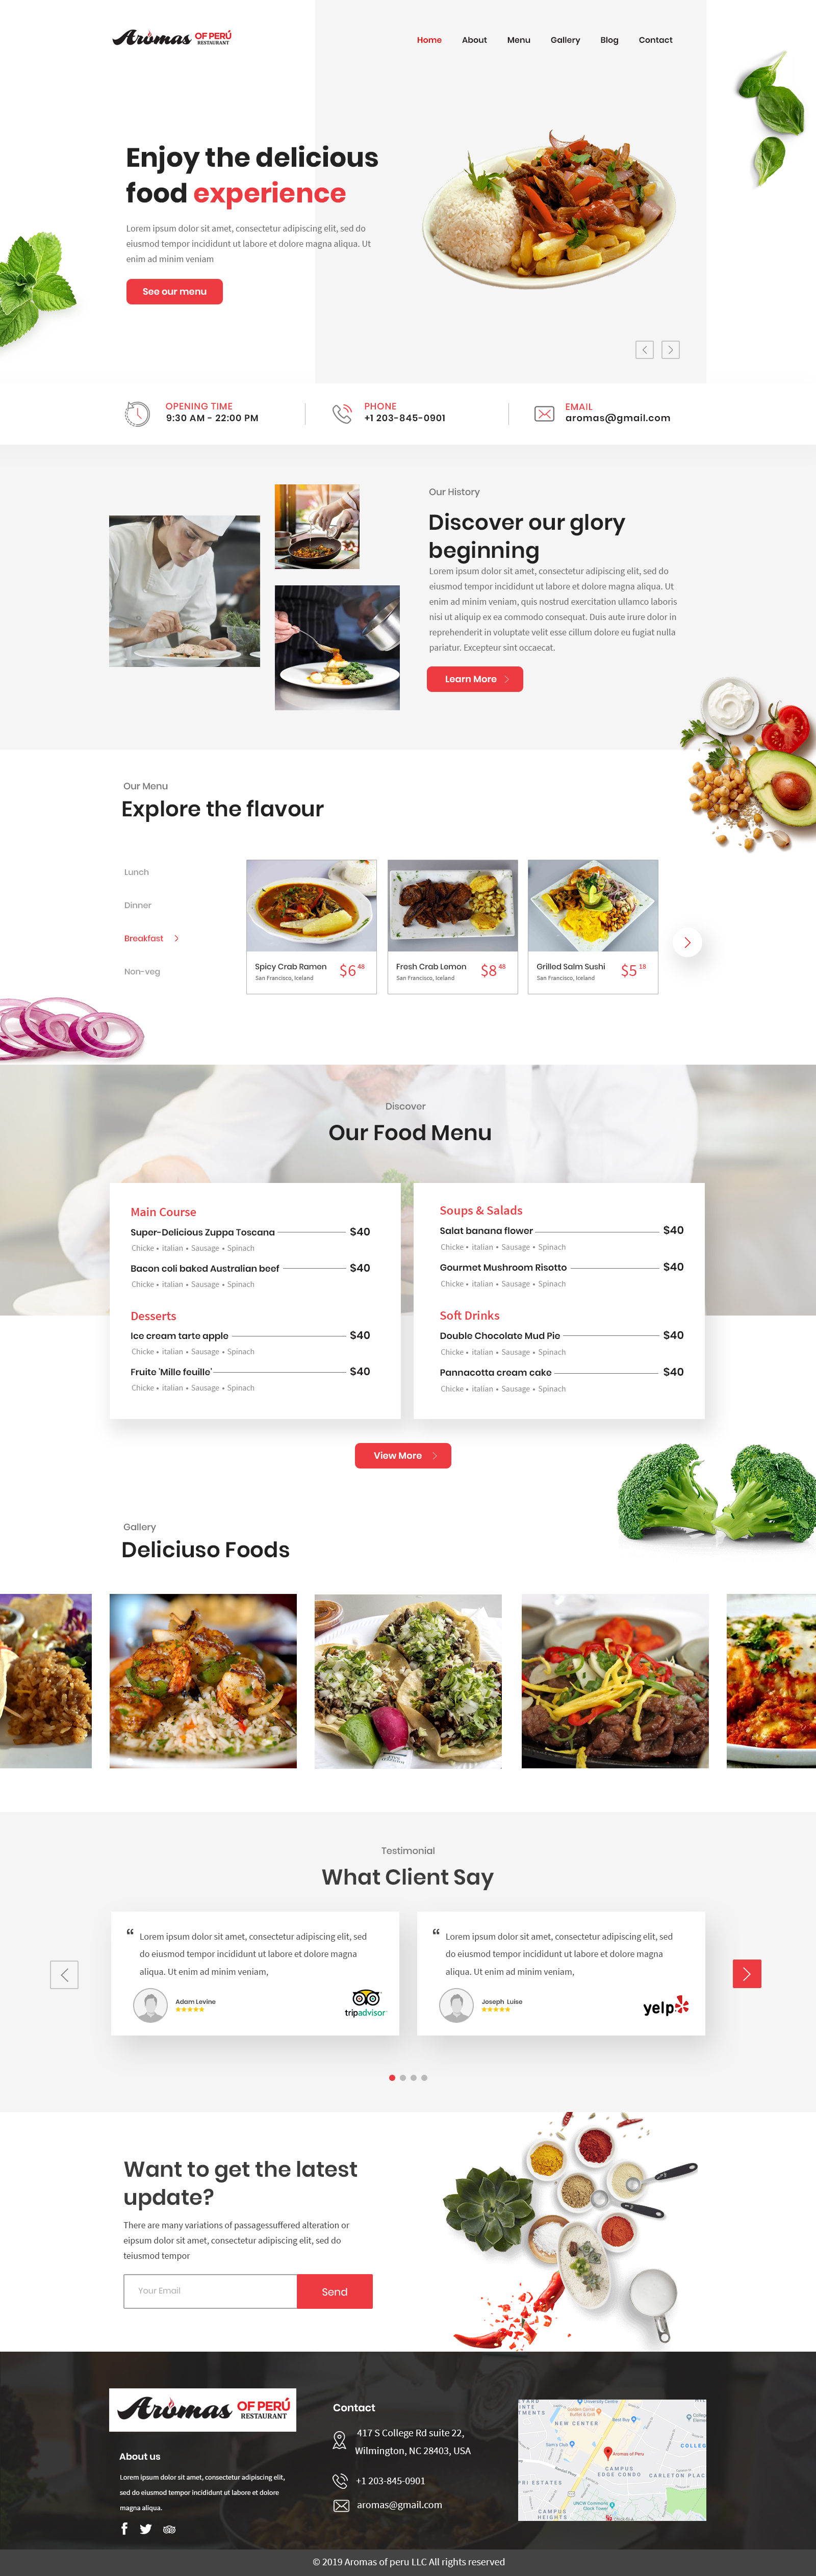 Aromas OF PERÚ
RESTAURANT
Home About Menu Gallery Blog Contact
Enjoy the delicious
food experience
Lorem ipsum dolor sit amet, consectetur adipiscing elit, sed do
eiusmod tempor incididunt ut labore et dolore magna aliqua. Ut
enim ad minim veniam
See our menu
OPENING TIME
9:30 AM - 22:00 PM
PHONE
+1 203-845-0901
EMAIL
aromas@gmail.com
Our History
Discover our glory
beginning
Lorem ipsum dolor sit amet, consectetur adipiscing elit, sed do
eiusmod tempor incididunt ut labore et dolore magna aliqua. Ut
enim ad minim veniam, quis nostrud exercitation ullamco laboris
nisi ut aliquip ex ea commodo consequat. Duis aute irure dolor in
reprehenderit in voluptate velit esse cillum dolore eu fugiat nulla
pariatur. Excepteur sint occaecat.
Learn More
Our Menu
Explore the flavour
Lunch
Dinner
Breakfast
Non-veg
Spicy Crab Ramen $6 48
San Francisco, Iceland
Fresh Crab Lemon $8 48
San Francisco, Iceland
Grilled Salm Sushi $5 18
San Francisco, Iceland
Discover
Our Food Menu
Main Course
Super-Delicious Zuppa Toscana $40
Chicke • italian • Sausage • Spinach
Bacon coli baked Australian beef $40
Chicke • italian • Sausage • Spinach
Desserts
Ice cream tarte apple $40
Chicke • italian • Sausage • Spinach
Fruite 'Mille feuille' $40
Chicke • italian • Sausage • Spinach
Soups & Salads
Salat banana flower $40
Chicke • italian • Sausage • Spinach
Gourmet Mushroom Risotto $40
Chicke • italian • Sausage • Spinach
Soft Drinks
Double Chocolate Mud Pie $40
Chicke • italian • Sausage • Spinach
Pannacotta cream cake $40
Chicke • italian • Sausage • Spinach
View More
Gallery
Deliciuso Foods
Testimonial
What Client Say
“ Lorem ipsum dolor sit amet, consectetur adipiscing elit, sed
do eiusmod tempor incididunt ut labore et dolore magna
aliqua. Ut enim ad minim veniam,
Adam Levine
tripadvisor
“ Lorem ipsum dolor sit amet, consectetur adipiscing elit, sed
do eiusmod tempor incididunt ut labore et dolore magna
aliqua. Ut enim ad minim veniam,
Joseph Luise
yelp
Want to get the latest
update?
There are many variations of passagessuffered alteration or
eipsum dolor sit amet, consectetur adipiscing elit, sed do
teiusmod tempor
Your Email
Send
Aromas OF PERÚ
RESTAURANT
About us
Lorem ipsum dolor sit amet, consectetur adipiscing elit,
sed do eiusmod tempor incididunt ut labore et dolore
magna aliqua.
Contact
417 S College Rd suite 22,
Wilmington, NC 28403, USA
+1 203-845-0901
aromas@gmail.com
University Centre
Golden Corral
Buffet & Grill
NEW CENTER
Best Buy
Sam's Club
COLLEG
Aromas of Peru
CAMPUS
EDGE CONDO
CARLETON PLACE
PRI ESTATES
UNCW Commons
Clock Tower
CAMPUS
HEIGHTS
© 2019 Aromas of peru LLC All rights reserved